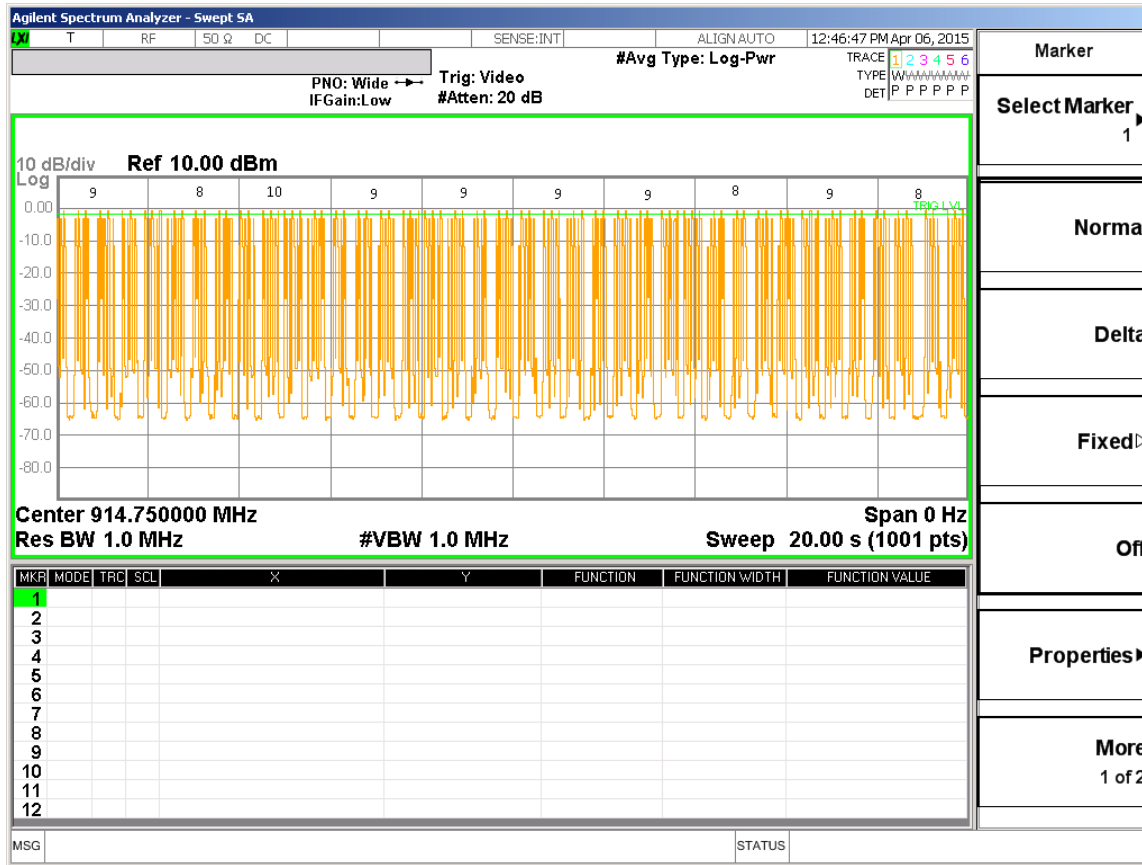 Agilent Spectrum Analyzer - Swept SA
LXI T RF 50 Ω DC SENSE:INT ALIGN AUTO 12:46:47 PM Apr 06, 2015
#Avg Type: Log-Pwr
TRACE 1 2 3 4 5 6
TYPE
DET P P P P P P
PNO: Wide
IFGain:Low
Trig: Video
#Atten: 20 dB
10 dB/div Ref 10.00 dBm
Log
9 8 10 9 9 9 9 8 9 8
TRIG LVL
0.00
-10.0
-20.0
-30.0
-40.0
-50.0
-60.0
-70.0
-80.0
Center 914.750000 MHz Span 0 Hz
Res BW 1.0 MHz #VBW 1.0 MHz Sweep 20.00 s (1001 pts)
MKR MODE TRC SCL X Y FUNCTION FUNCTION WIDTH FUNCTION VALUE
1
2
3
4
5
6
7
8
9
10
11
12
MSG STATUS
Marker
Select Marker
1
Norma
Delta
Fixed
Off
Properties
More
1 of 2